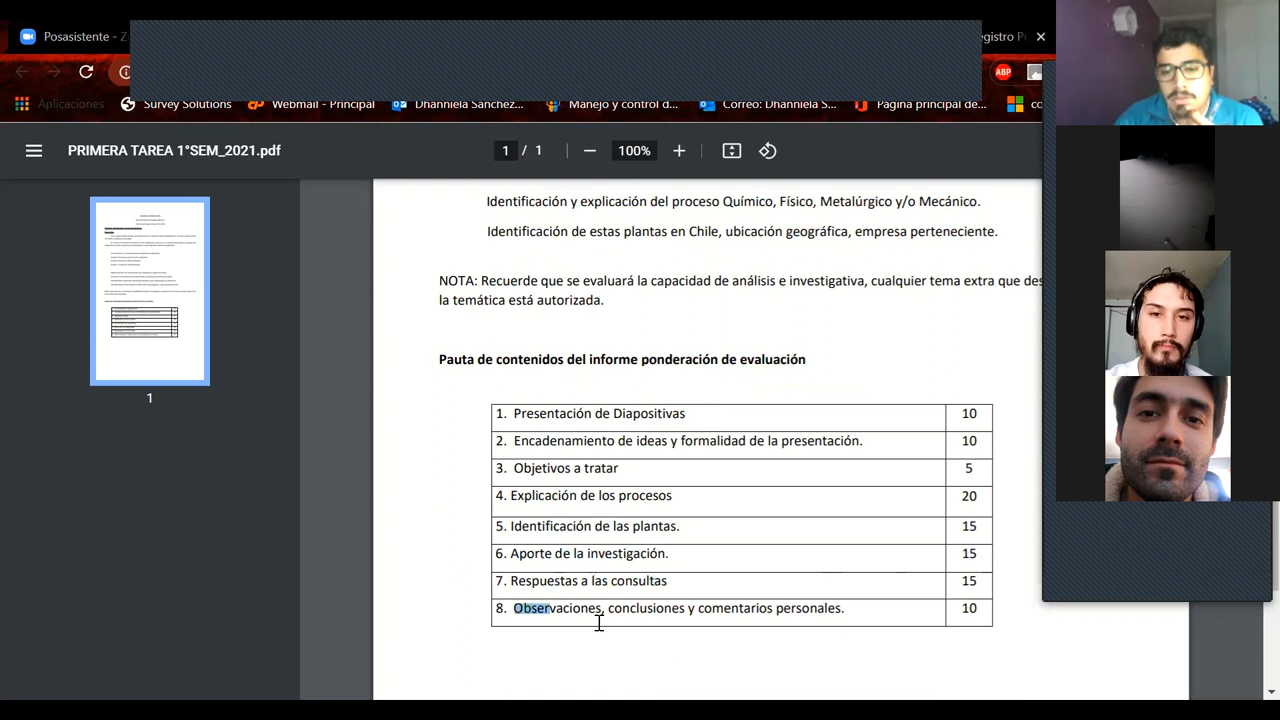 Posasistente - Z
egistro P
ABP
Aplicaciones
Survey Solutions
Webmail - Principal
Dhanniela Sánchez...
Manejo y control d...
Correo: Dhanniela S...
Página principal de...
co
PRIMERA TAREA 1°SEM_2021.pdf
1 / 1
100%
1
Identificación y explicación del proceso Químico, Físico, Metalúrgico y/o Mecánico.
Identificación de estas plantas en Chile, ubicación geográfica, empresa perteneciente.
NOTA: Recuerde que se evaluará la capacidad de análisis e investigativa, cualquier tema extra que des
la temática está autorizada.
Pauta de contenidos del informe ponderación de evaluación
1. Presentación de Diapositivas 10
2. Encadenamiento de ideas y formalidad de la presentación. 10
3. Objetivos a tratar 5
4. Explicación de los procesos 20
5. Identificación de las plantas. 15
6. Aporte de la investigación. 15
7. Respuestas a las consultas 15
8. Observaciones, conclusiones y comentarios personales. 10